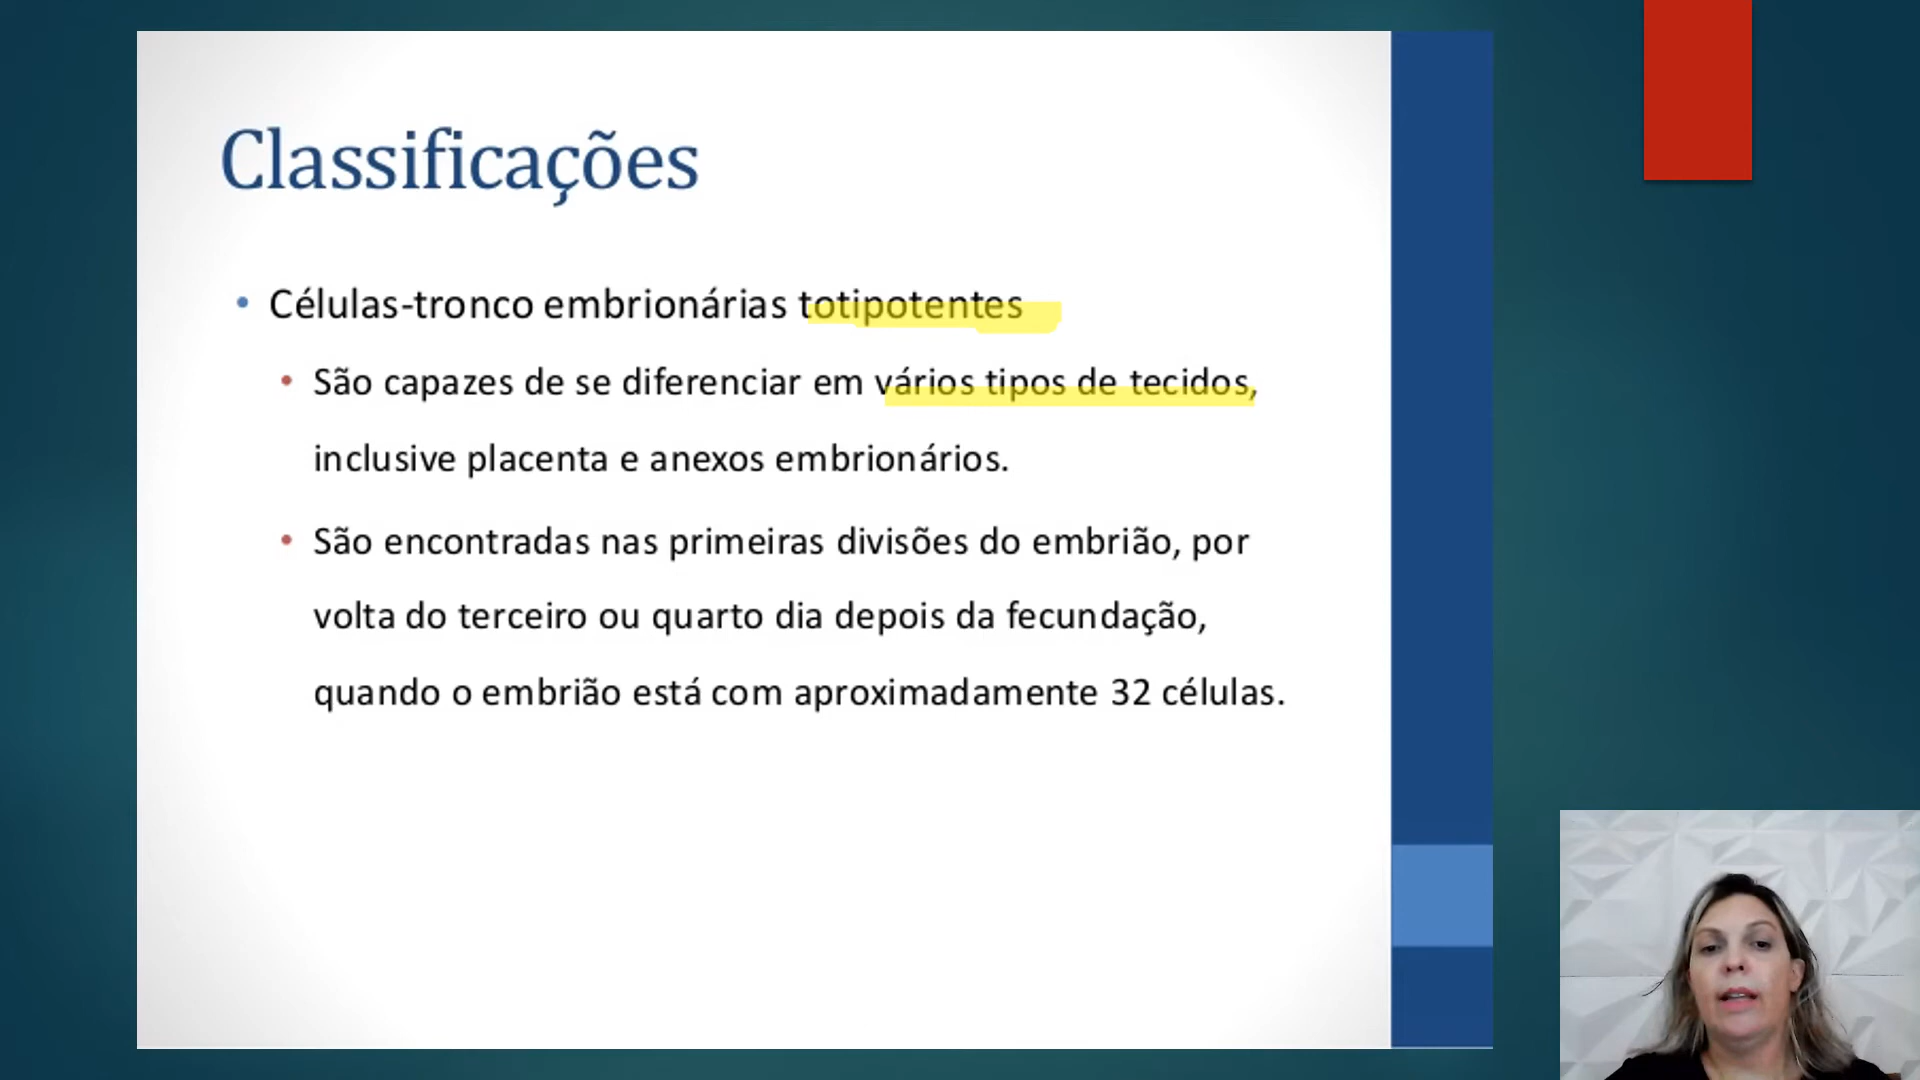 Classificações
• Células-tronco embrionárias totipotentes
• São capazes de se diferenciar em vários tipos de tecidos,
inclusive placenta e anexos embrionários.
• São encontradas nas primeiras divisões do embrião, por
volta do terceiro ou quarto dia depois da fecundação,
quando o embrião está com aproximadamente 32 células.